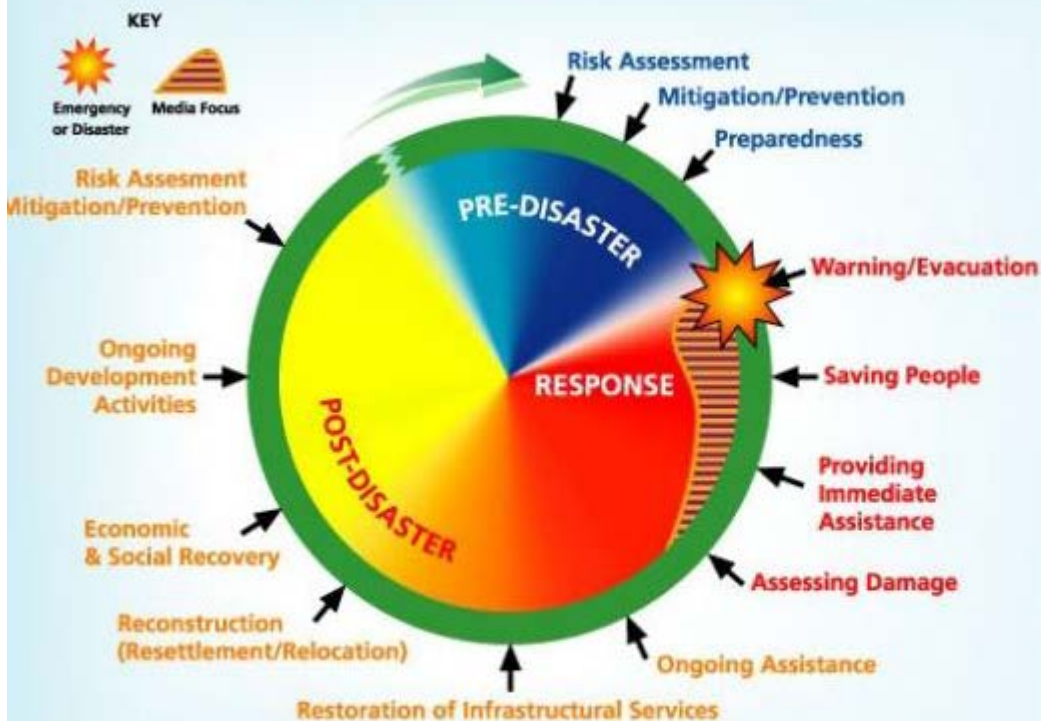 KEY
Emergency
or Disaster
Media Focus
Risk Assessment
Mitigation/Prevention
Preparedness
Warning/Evacuation
Saving People
Providing
Immediate
Assistance
Assessing Damage
Ongoing Assistance
Restoration of Infrastructural Services
Reconstruction
(Resettlement/Relocation)
Economic
& Social Recovery
Ongoing
Development
Activities
Risk Assesment
Mitigation/Prevention
PRE-DISASTER
RESPONSE
POST-DISASTER